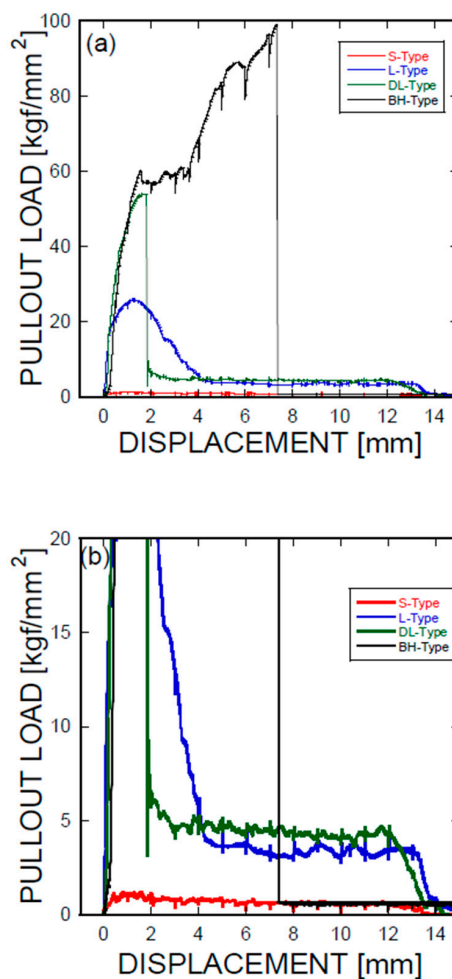 (a)
S-Type
L-Type
DL-Type
BH-Type
PULLOUT LOAD [kgf/mm²]
100
80
60
40
20
0
0 2 4 6 8 10 12 14
DISPLACEMENT [mm]
(b)
S-Type
L-Type
DL-Type
BH-Type
PULLOUT LOAD [kgf/mm²]
20
15
10
5
0
0 2 4 6 8 10 12 14
DISPLACEMENT [mm]